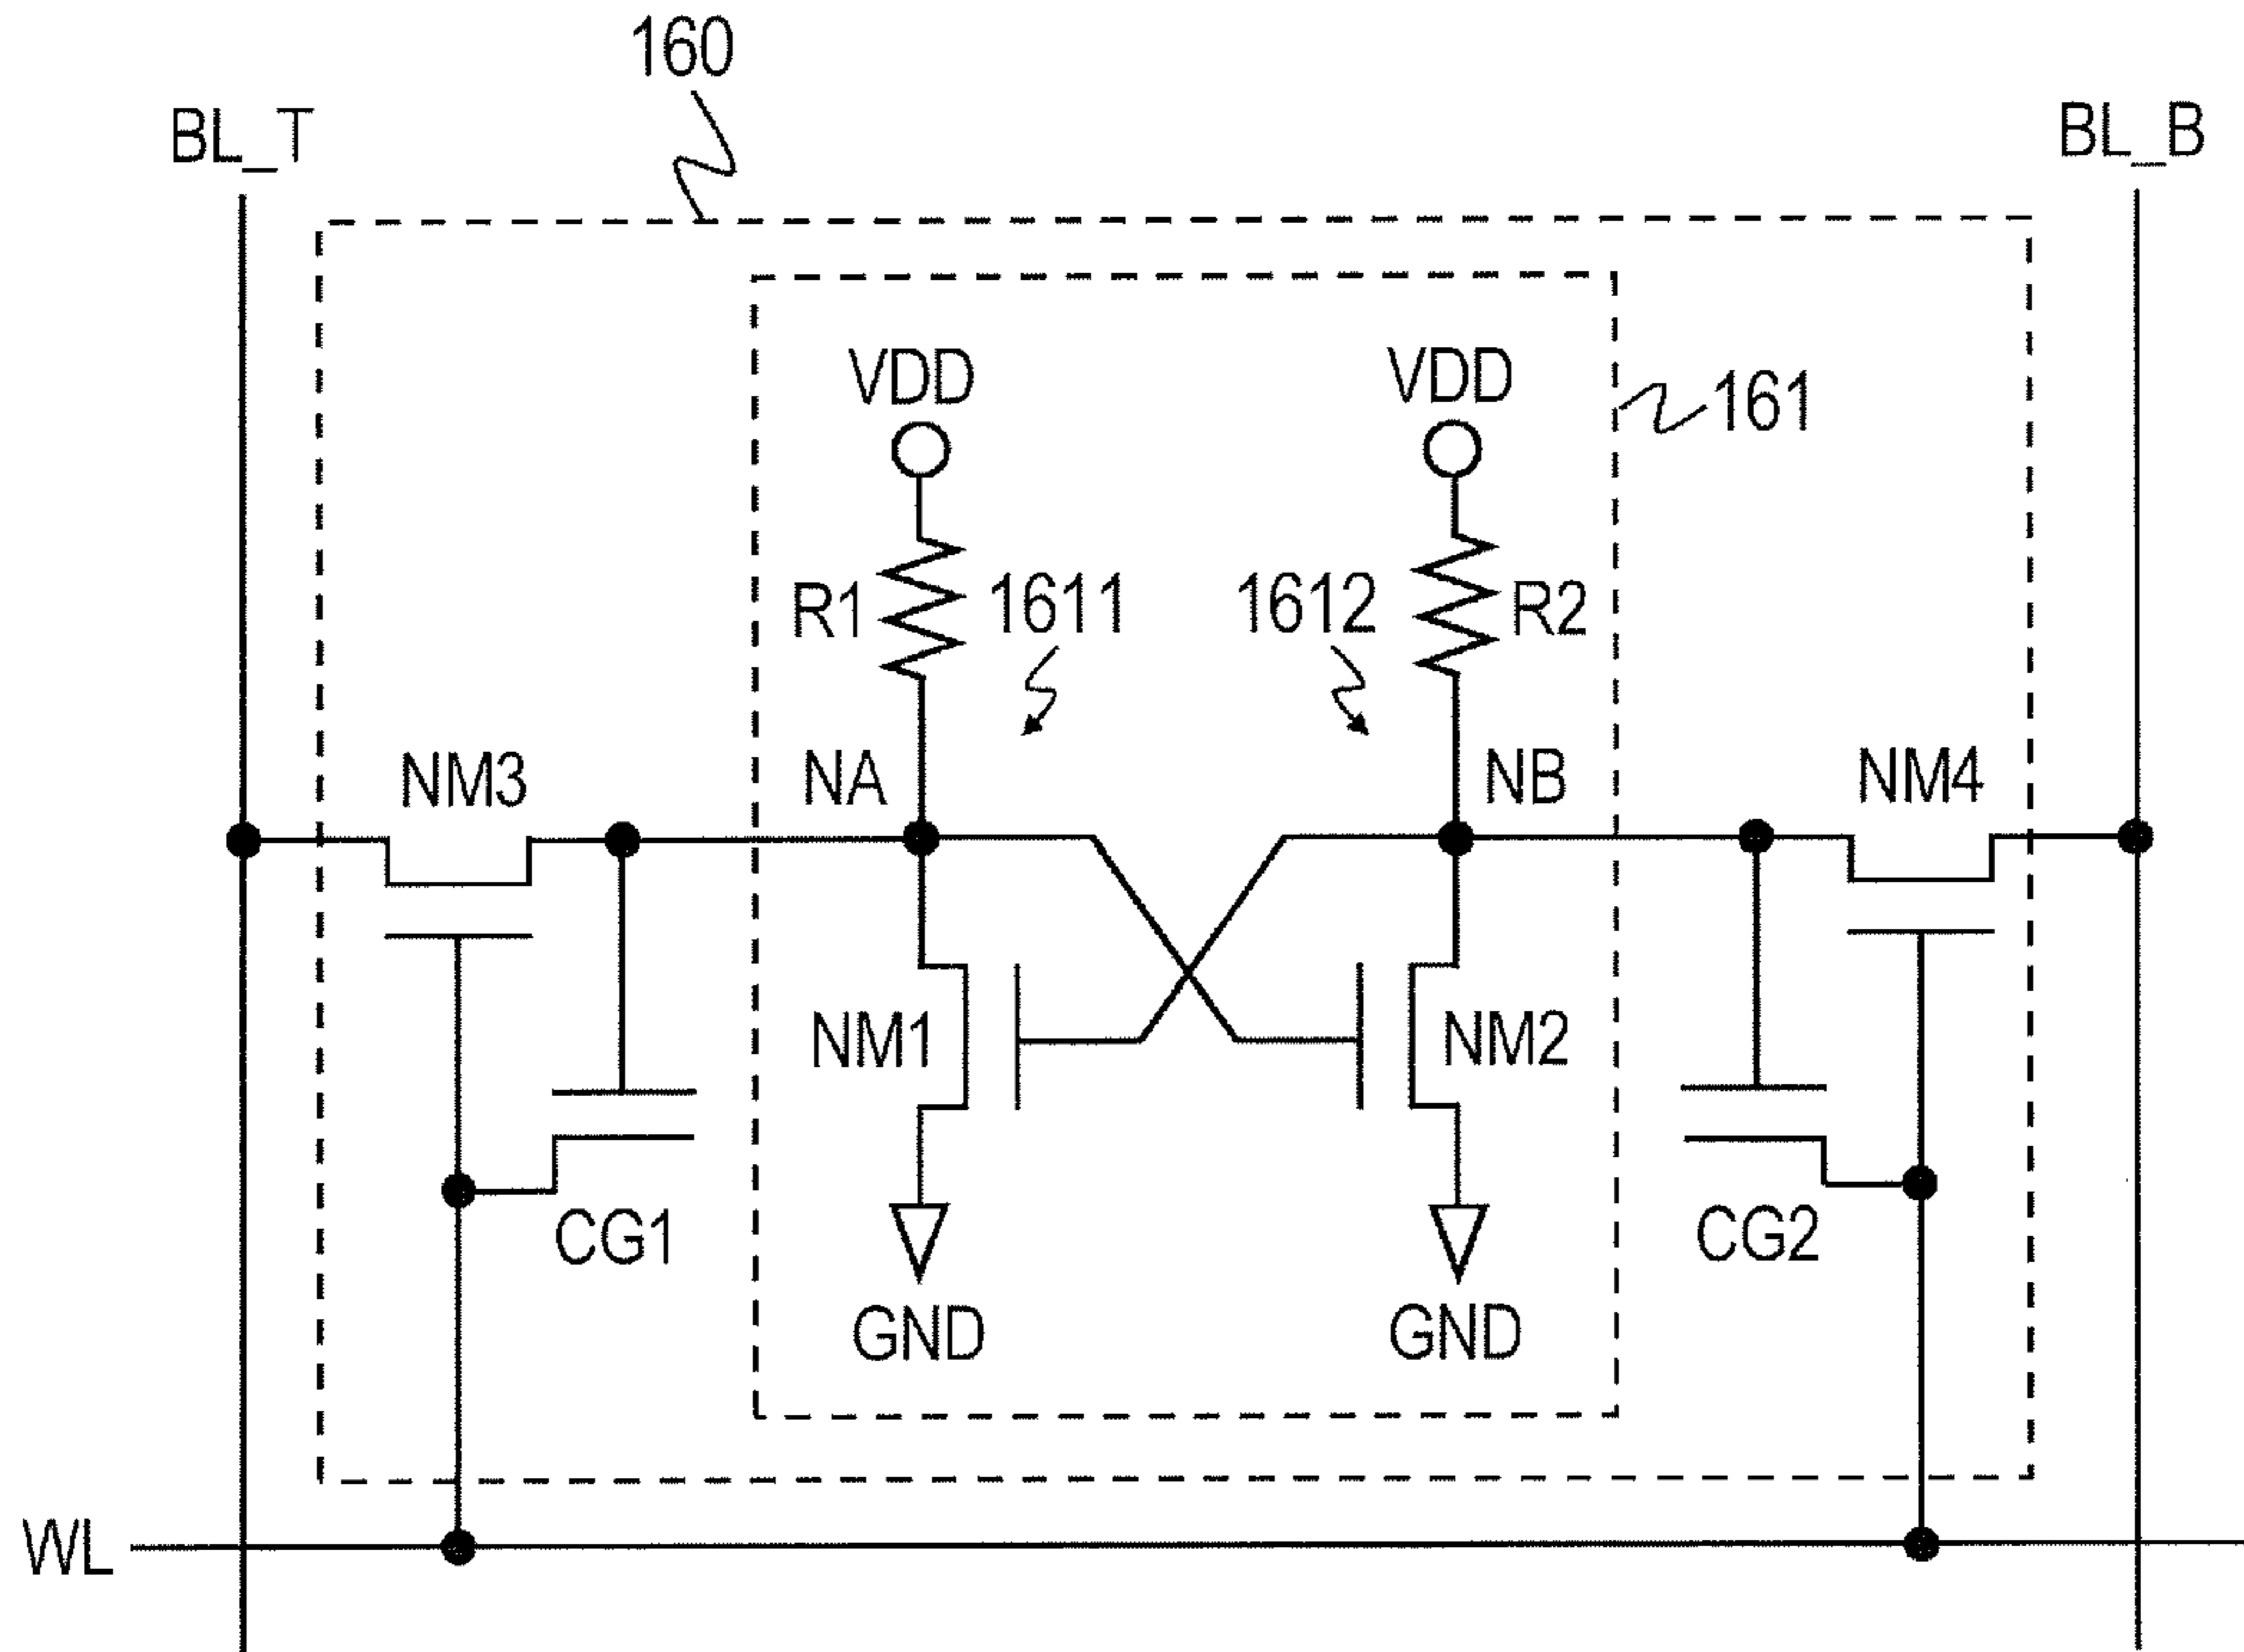 160
BL_T
BL_B
VDD
VDD
161
R1
1611
1612
R2
NM3
NA
NB
NM4
NM1
NM2
CG1
CG2
GND
GND
WL